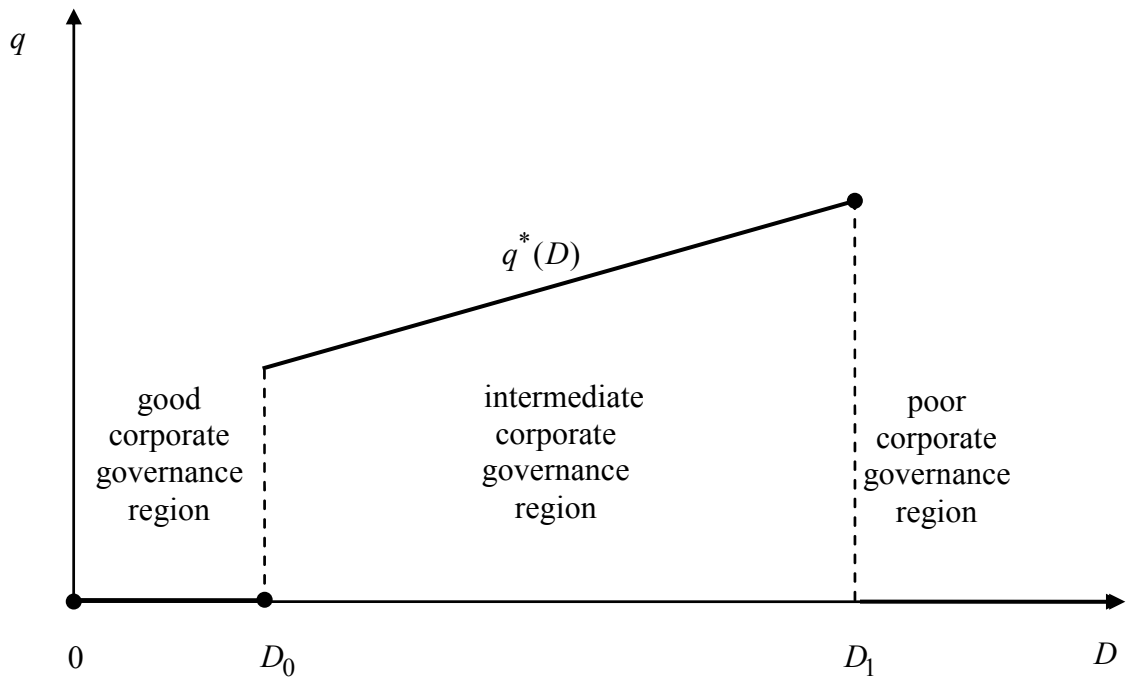 q
q*(D)
good
corporate
governance
region
intermediate
corporate
governance
region
poor
corporate
governance
region
0
D₀
D₁
D